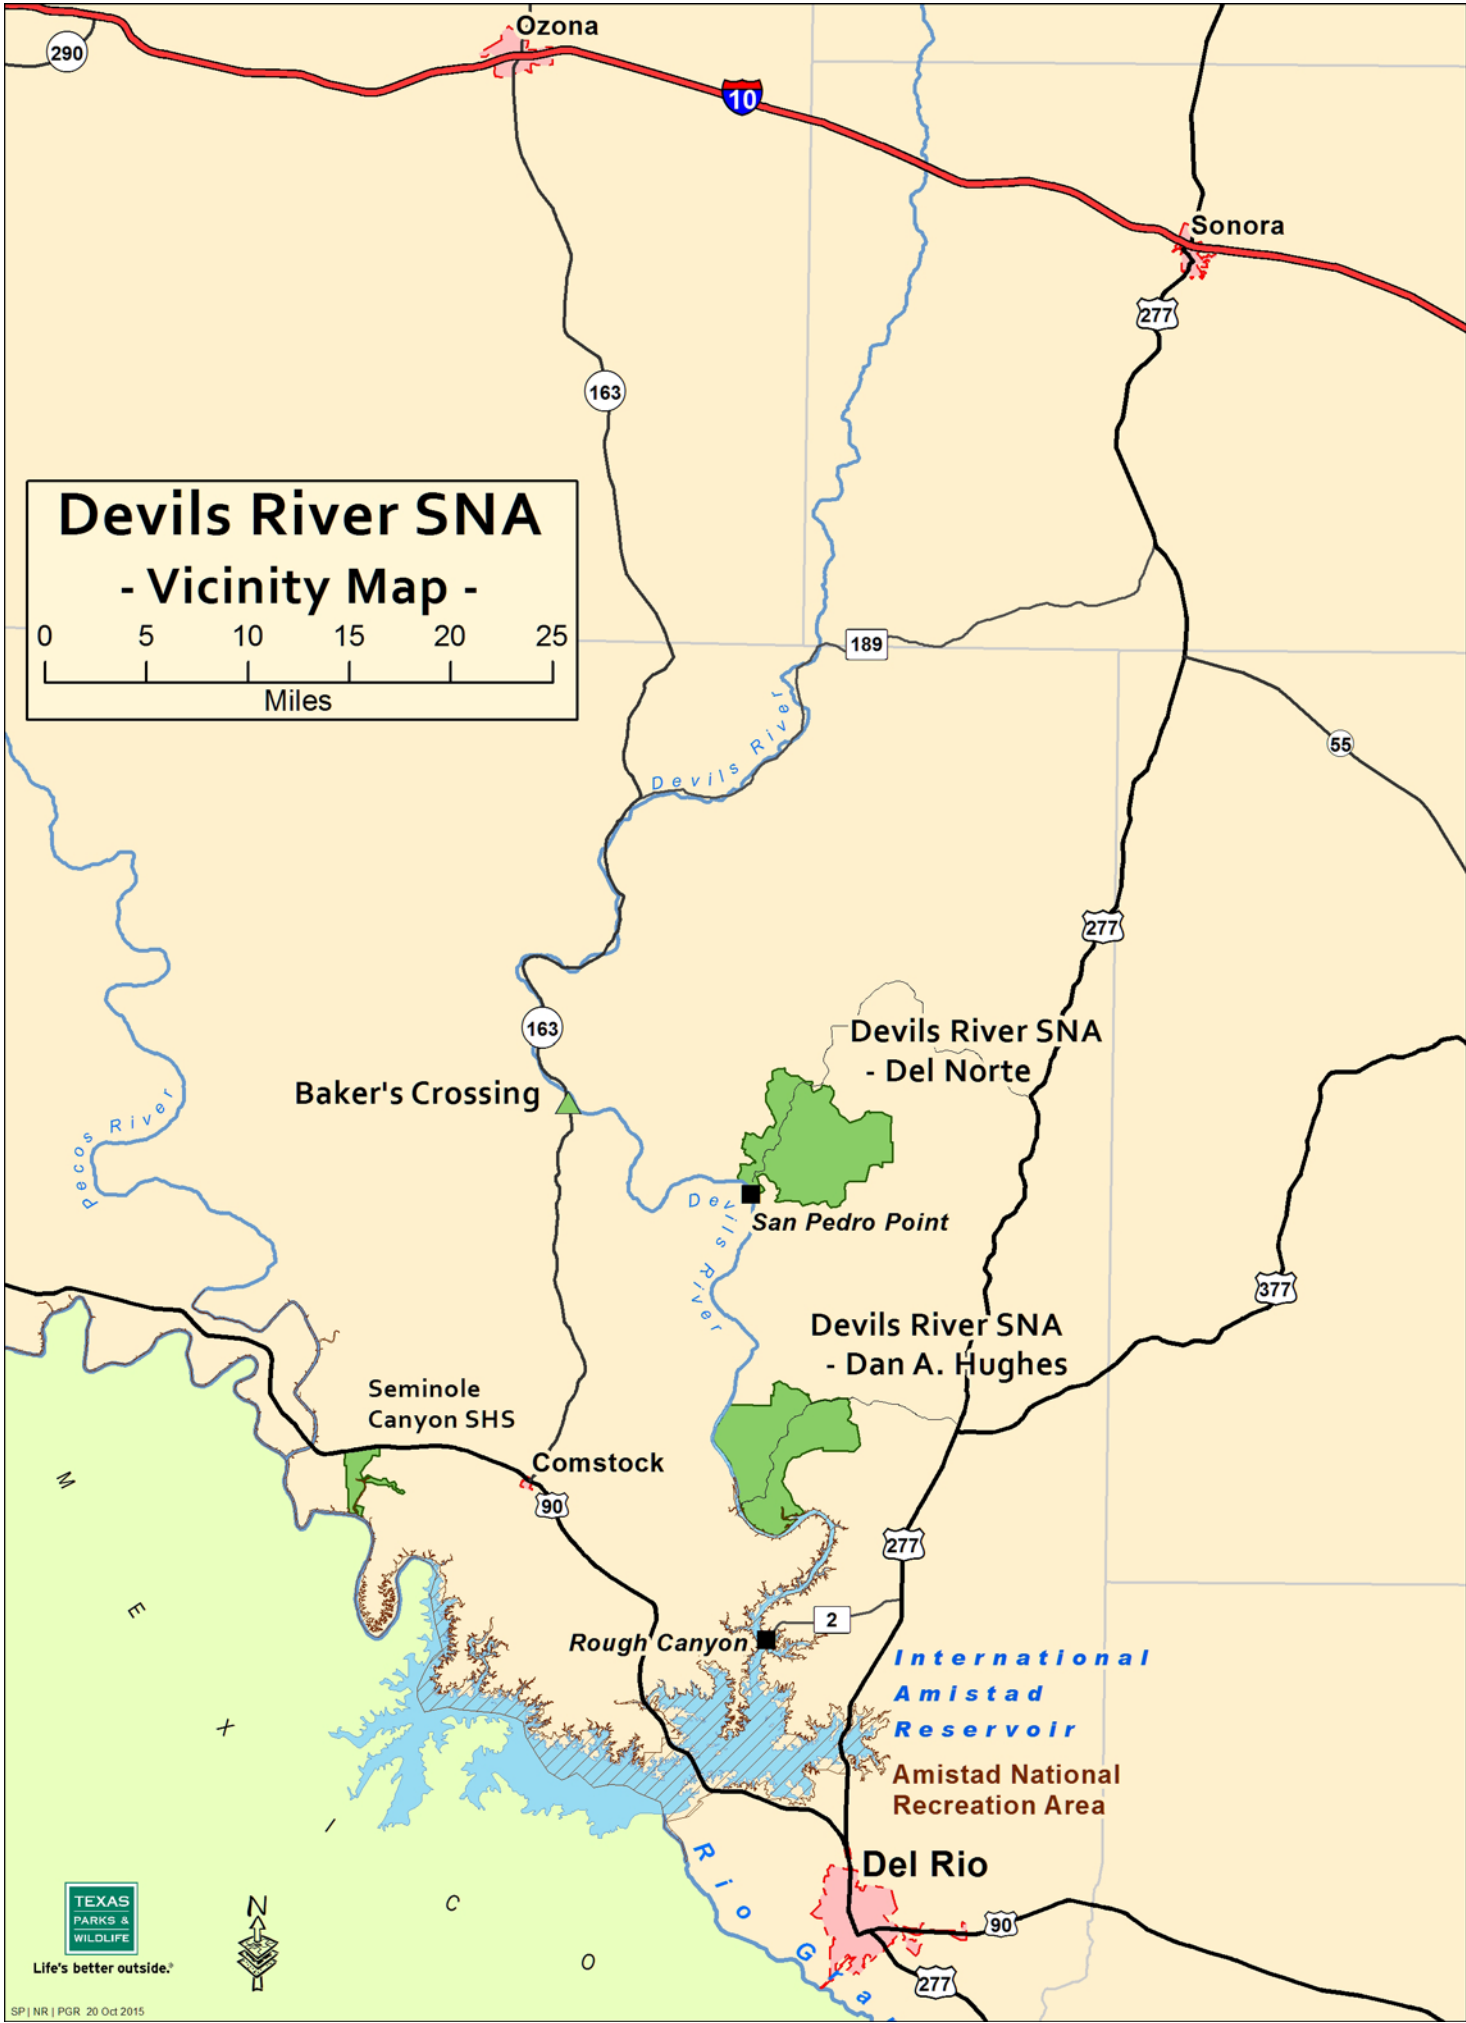 Ozona
290
10
Sonora
277
163
Devils River SNA
- Vicinity Map -
0 5 10 15 20 25
Miles
189
Devils River
55
277
163
Devils River SNA
- Del Norte
Baker's Crossing
Pecos River
Devils River
San Pedro Point
377
Devils River SNA
- Dan A. Hughes
Seminole
Canyon SHS
Comstock
90
277
2
Rough Canyon
International
Amistad
Reservoir
Amistad National
Recreation Area
MEXICO
Del Rio
Rio Gra
90
277
TEXAS
PARKS &
WILDLIFE
Life's better outside.®
N
SP | NR | PGR 20 Oct 2015